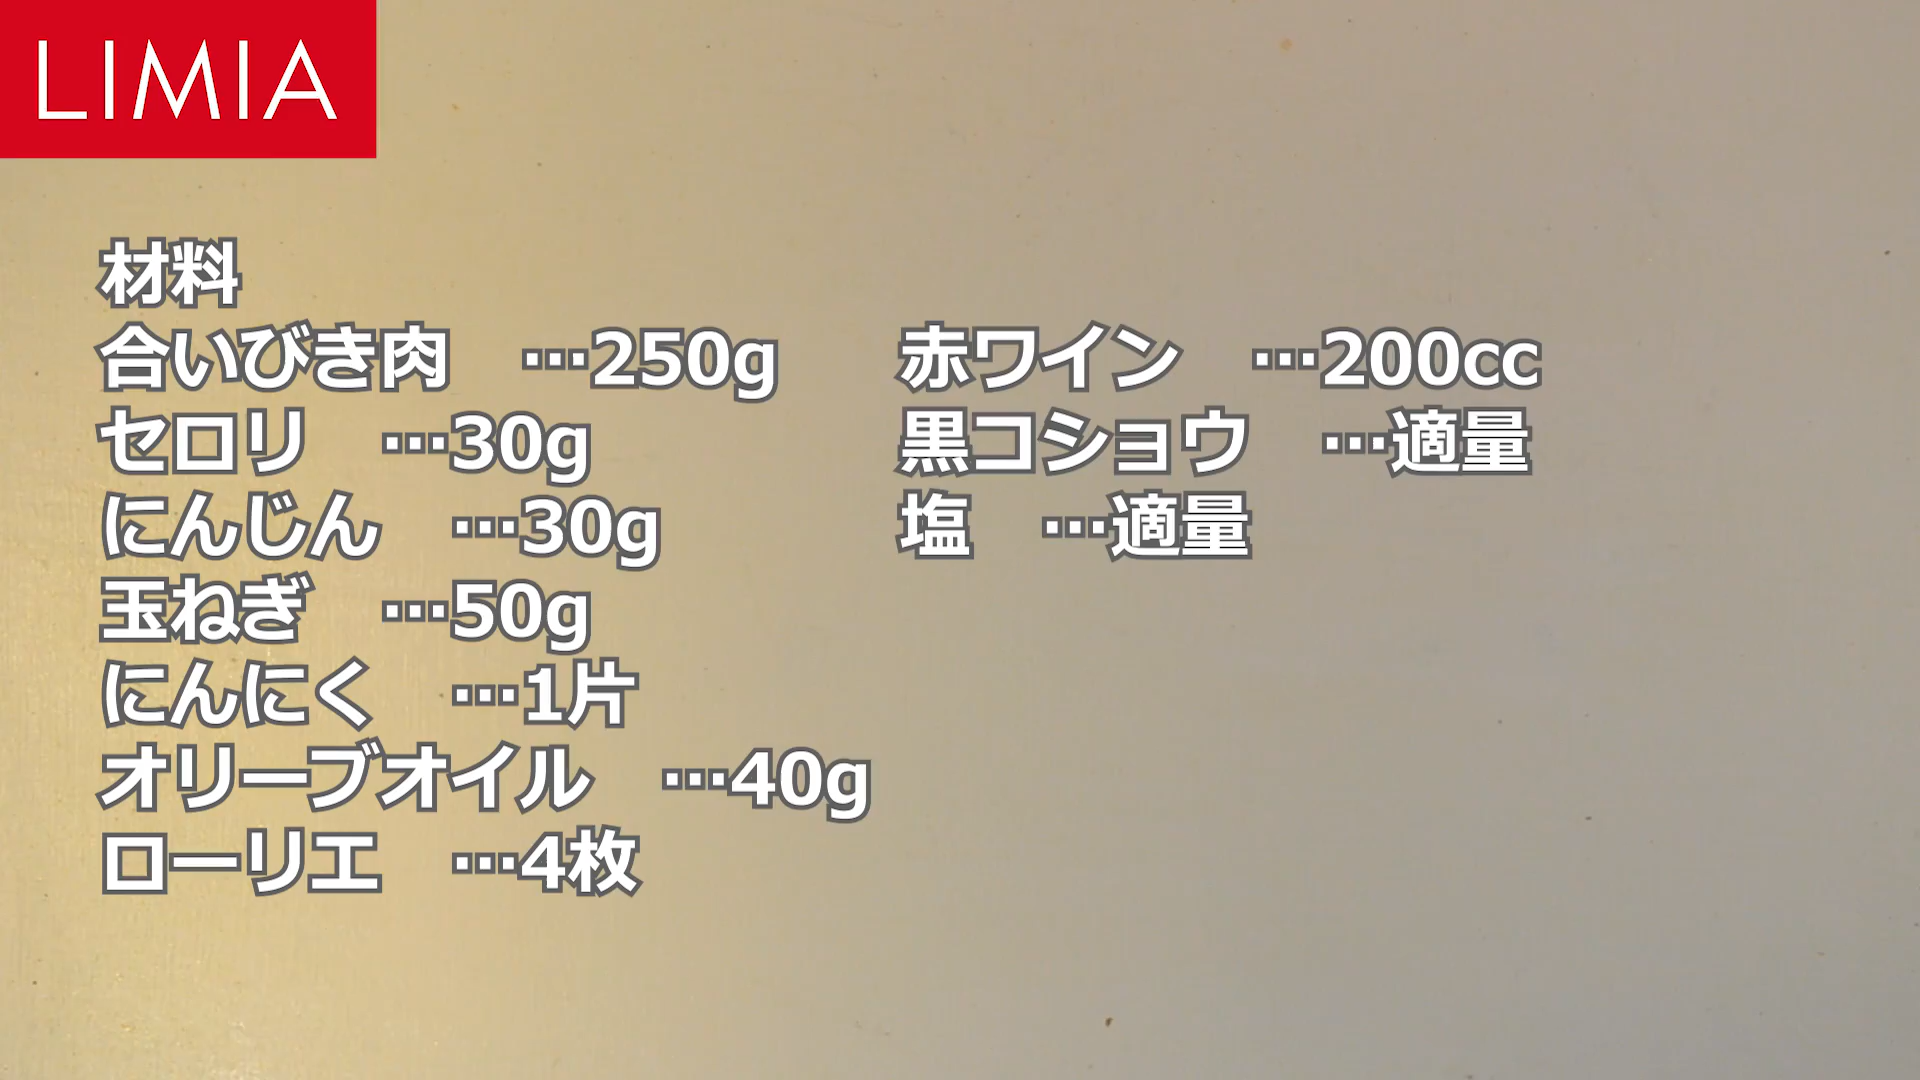 LIMIA
材料
合いびき肉　…250g
セロリ　…30g
にんじん　…30g
玉ねぎ　…50g
にんにく　…1片
オリーブオイル　…40g
ローリエ　…4枚
赤ワイン　…200cc
黒コショウ　…適量
塩　…適量